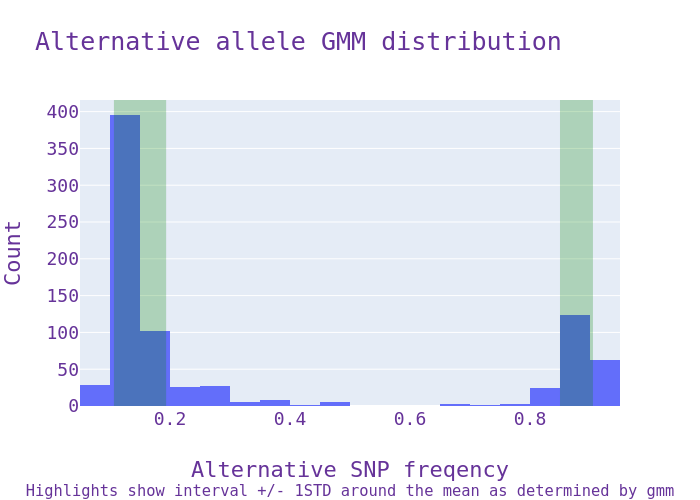 Alternative allele GMM distribution
400
350
300
250
200
150
100
50
0
Count
0.2 0.4 0.6 0.8
Alternative SNP freqency
Highlights show interval +/- 1STD around the mean as determined by gmm